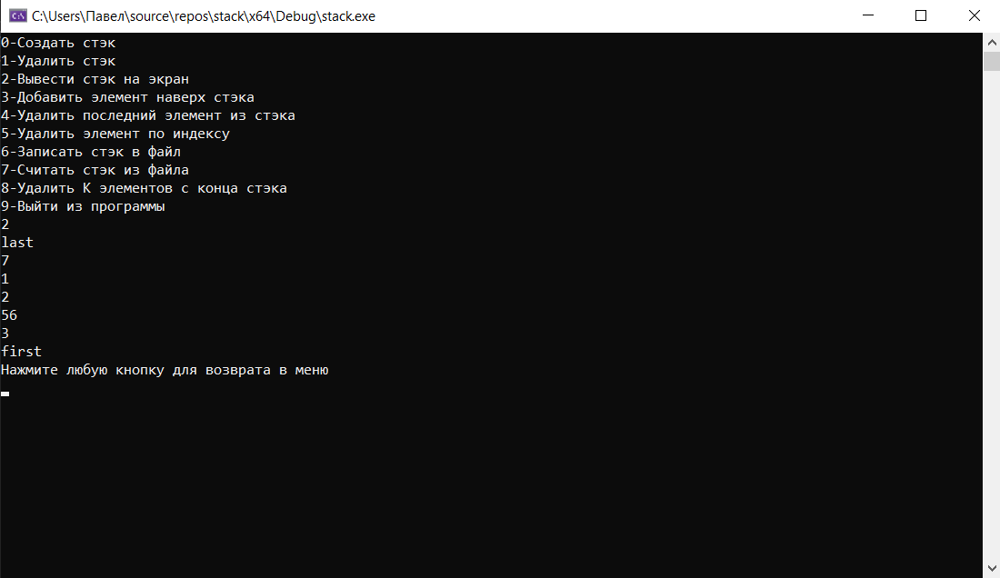 C:\Users\Павел\source\repos\stack\x64\Debug\stack.exe
0-Создать стэк
1-Удалить стэк
2-Вывести стэк на экран
3-Добавить элемент наверх стэка
4-Удалить последний элемент из стэка
5-Удалить элемент по индексу
6-Записать стэк в файл
7-Считать стэк из файла
8-Удалить К элементов с конца стэка
9-Выйти из программы
2
last
7
1
2
56
3
first
Нажмите любую кнопку для возврата в меню